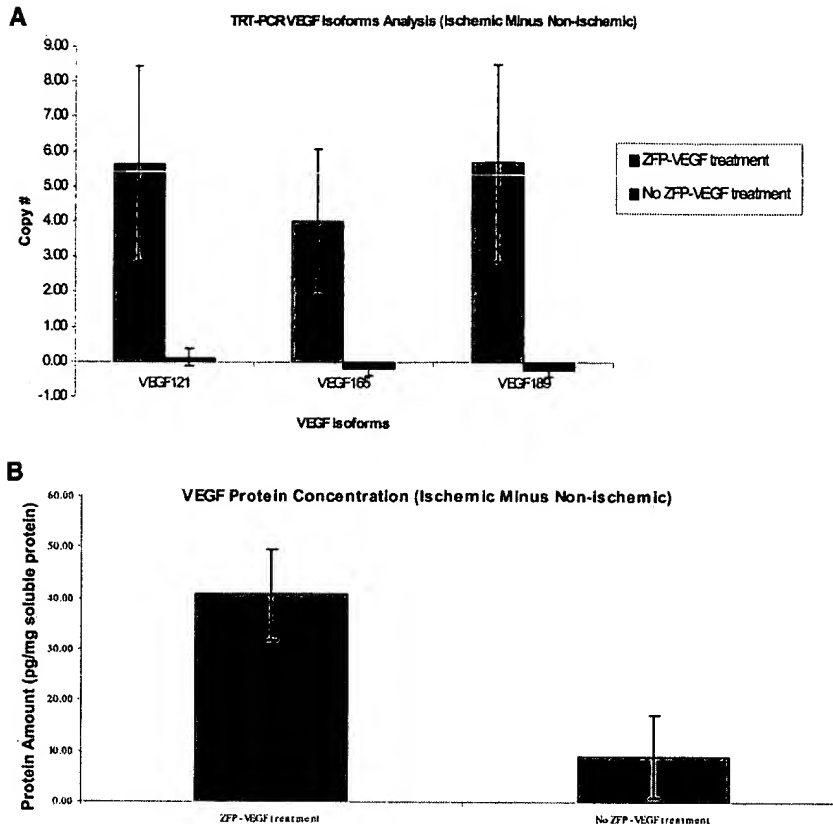 A
TRT-PCR VEGF Isoforms Analysis (Ischemic Minus Non-ischemic)
9.00
8.00
7.00
6.00
5.00
4.00
3.00
2.00
1.00
0.00
-1.00
Copy #
VEGF121
VEGF165
VEGF189
VEGF Isoforms
ZFP-VEGF treatment
No ZFP-VEGF treatment
B
VEGF Protein Concentration (Ischemic Minus Non-ischemic)
60.00
50.00
40.00
30.00
20.00
10.00
0.00
Protein Amount (pg/mg soluble protein)
ZFP-VEGF treatment
No ZFP-VEGF treatment